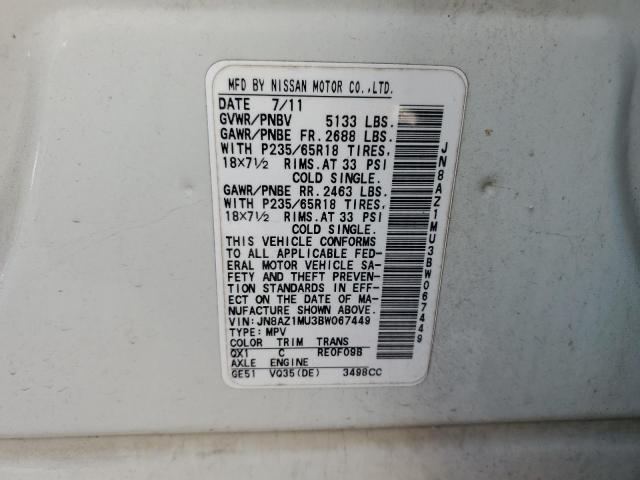 MFD BY NISSAN MOTOR CO.,LTD.
DATE 7/11
GVWR/PNBV 5133 LBS.
GAWR/PNBE FR. 2688 LBS.
WITH P235/65R18 TIRES.
18×7½ RIMS.AT 33 PSI
COLD SINGLE.
GAWR/PNBE RR. 2463 LBS.
WITH P235/65R18 TIRES.
18×7½ RIMS.AT 33 PSI
COLD SINGLE.
THIS VEHICLE CONFORMS
TO ALL APPLICABLE FED-
ERAL MOTOR VEHICLE SA-
FETY AND THEFT PREVEN-
TION STANDARDS IN EFF-
ECT ON THE DATE OF MA-
NUFACTURE SHOWN ABOVE.
VIN:JN8AZ1MU3BW067449
TYPE:MPV
COLOR TRIM TRANS
QX1 C RE0F09B
AXLE ENGINE
GE51 VQ35(DE) 3498CC
JN8AZ1MU3BW067449